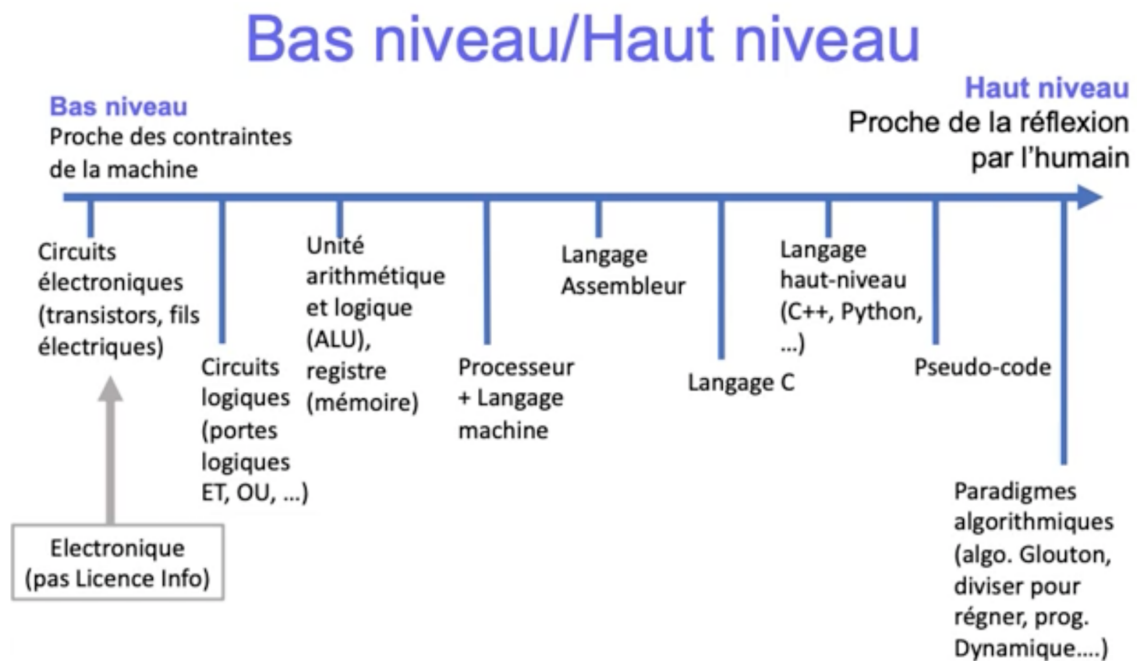 Bas niveau/Haut niveau
Bas niveau
Proche des contraintes
de la machine
Haut niveau
Proche de la réflexion
par l'humain
Circuits
électroniques
(transistors, fils
électriques)
Circuits
logiques
(portes
logiques
ET, OU, ...)
Unité
arithmétique
et logique
(ALU),
registre
(mémoire)
Processeur
+ Langage
machine
Langage
Assembleur
Langage C
Langage
haut-niveau
(C++, Python,
...)
Pseudo-code
Paradigmes
algorithmiques
(algo. Glouton,
diviser pour
régner, prog.
Dynamique....)
Electronique
(pas Licence Info)